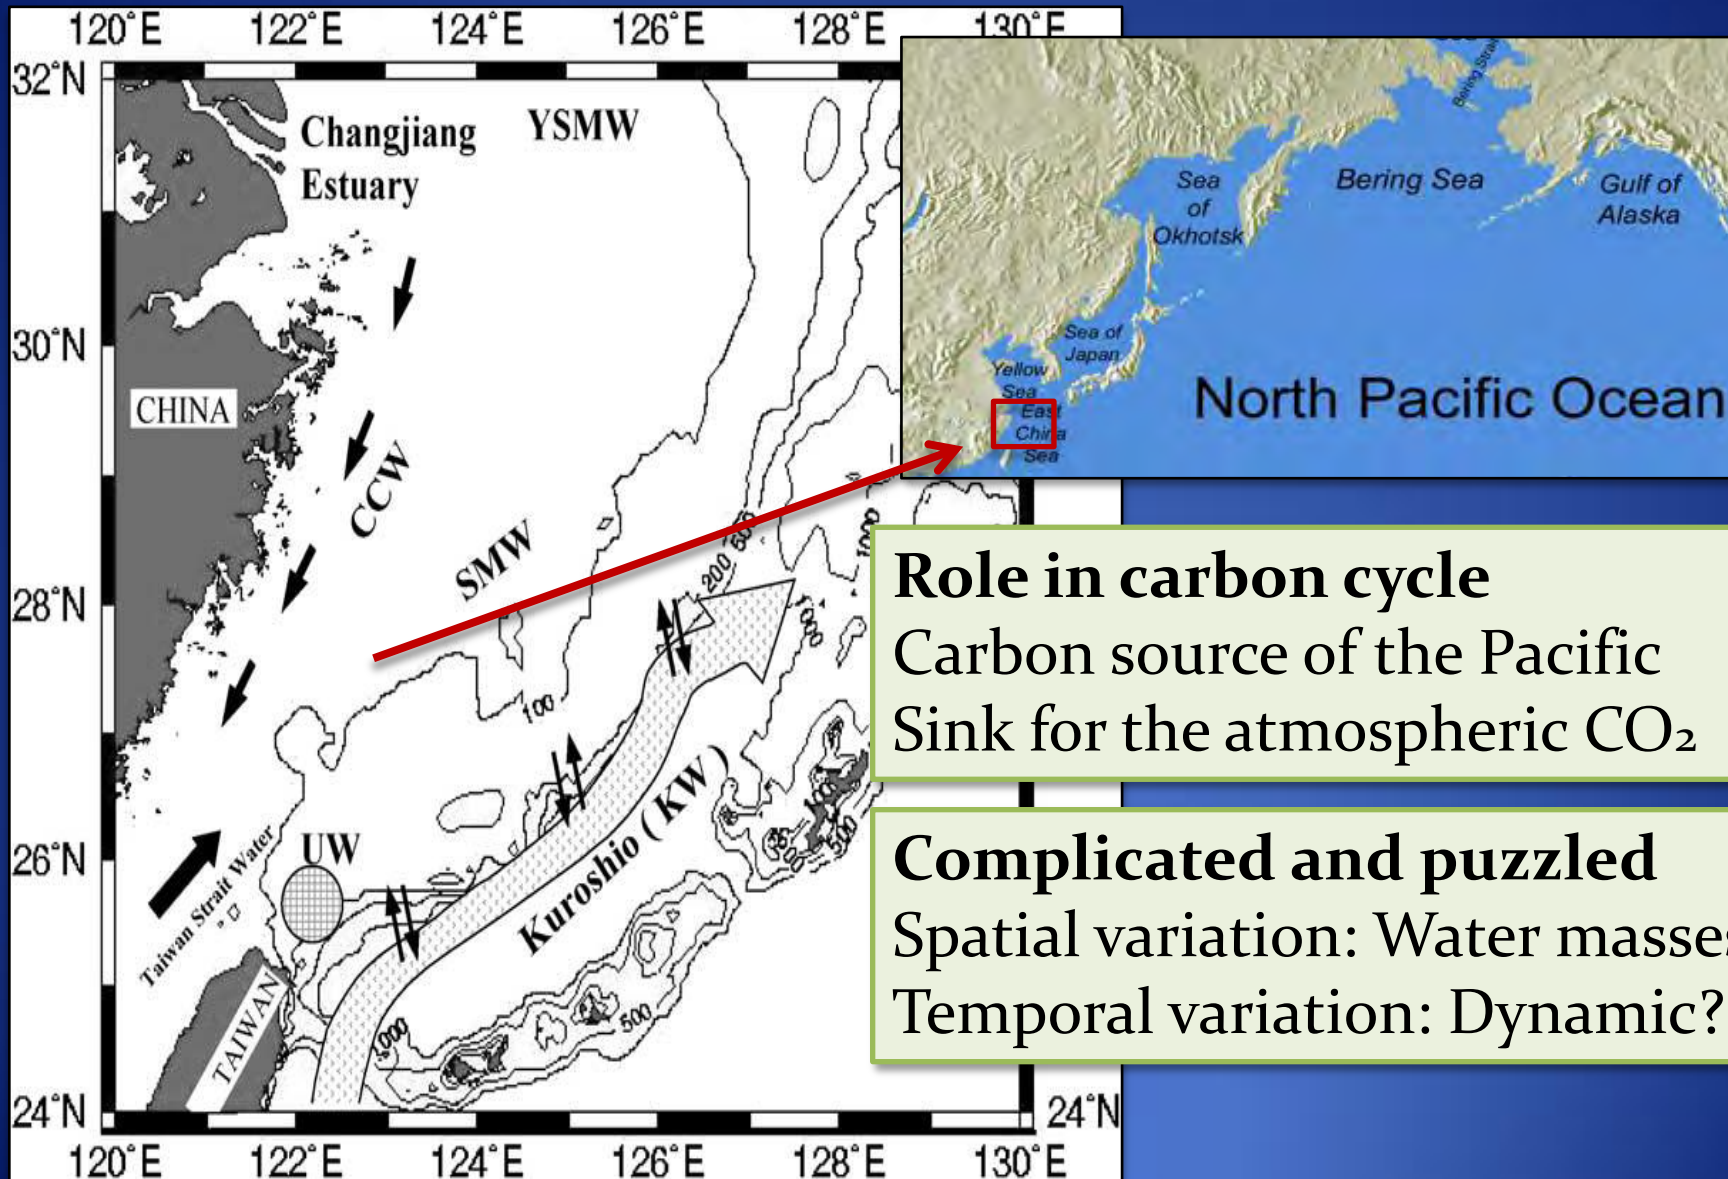 120°E 122°E 124°E 126°E 128°E 130°E
32°N
Changjiang
Estuary
YSMW
30°N
CHINA
CCW
SMW
28°N
200
500
1000
1000
100
Kuroshio ( KW )
26°N
UW
Taiwan Strait Water
1000
500
500
TAIWAN
1000
24°N
24°N
120°E 122°E 124°E 126°E 128°E 130°E
Bering Strait
Sea
of
Okhotsk
Bering Sea
Gulf of
Alaska
Sea of
Japan
Yellow
Sea
East
China
Sea
North Pacific Ocean
Role in carbon cycle
Carbon source of the Pacific
Sink for the atmospheric CO₂
Complicated and puzzled
Spatial variation: Water masses
Temporal variation: Dynamic?